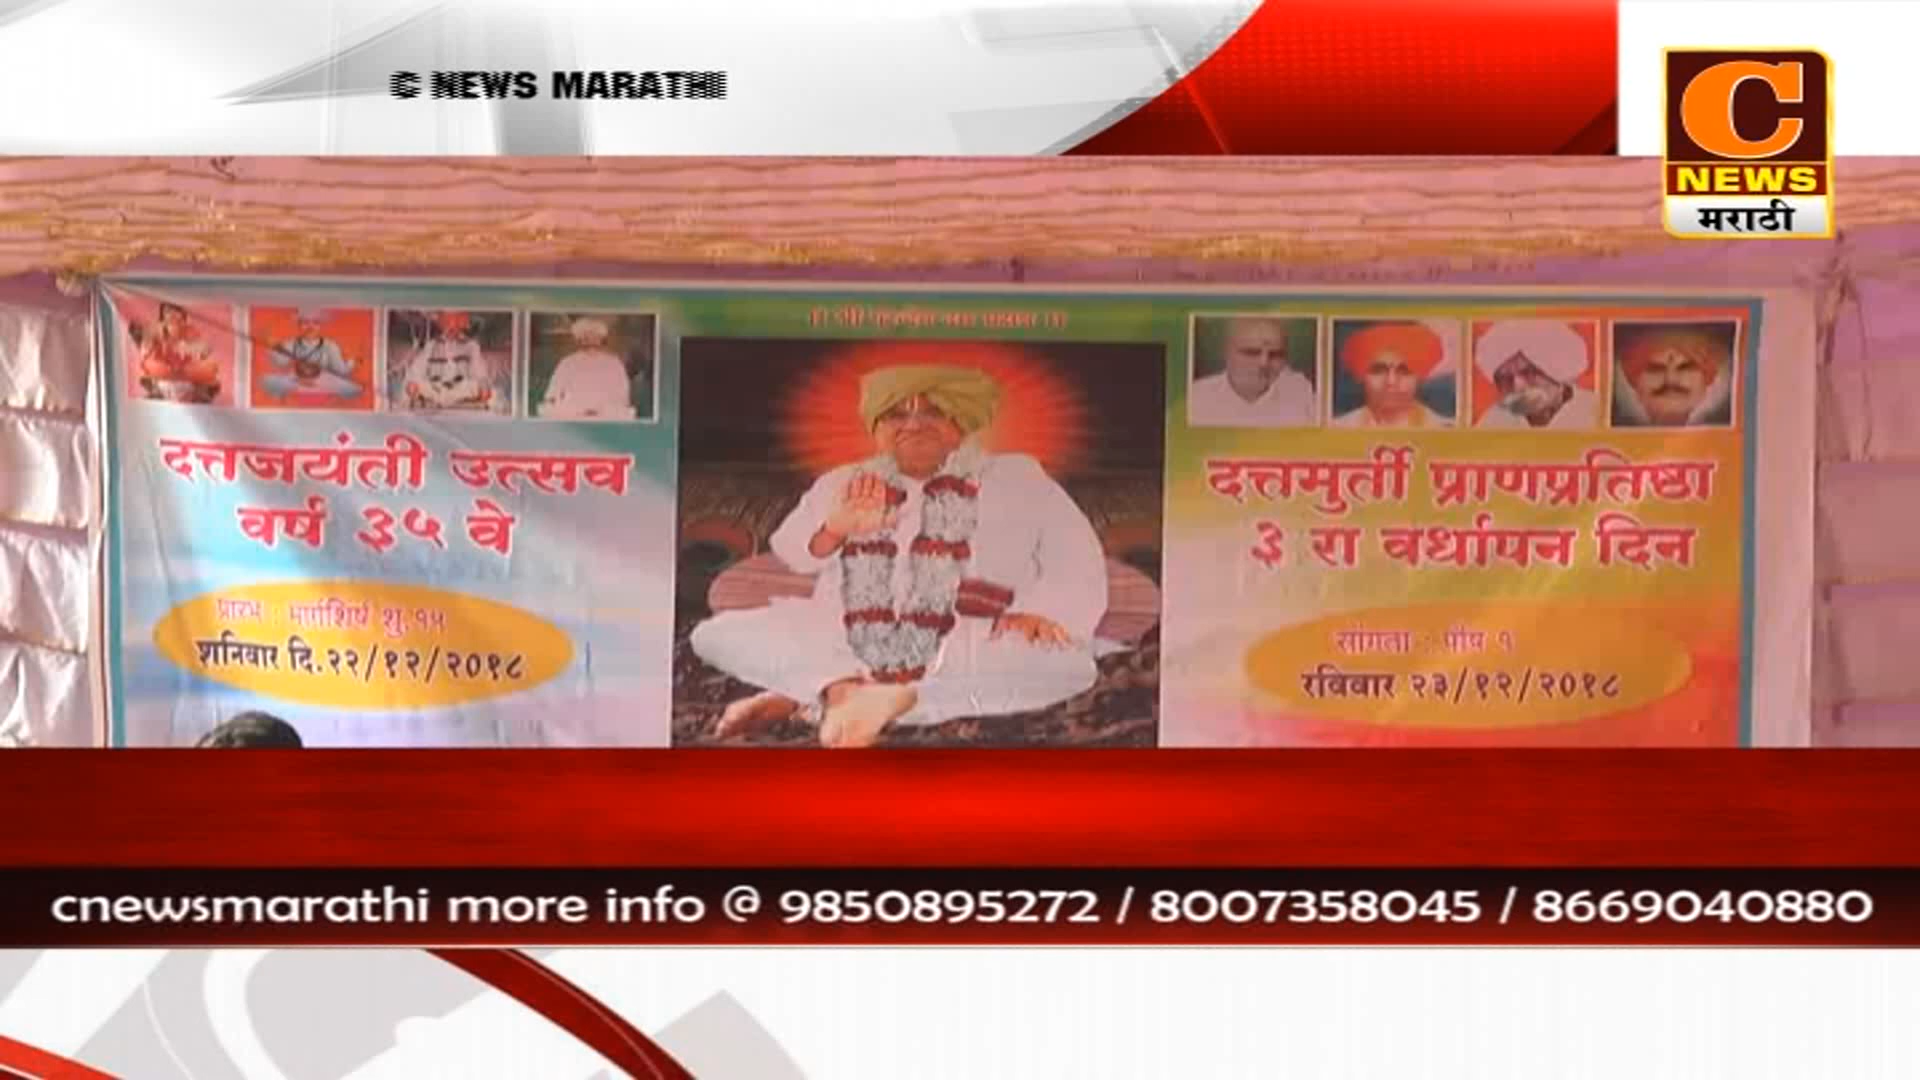 C NEWS MARATHI
C
NEWS
मराठी
दत्तजयंती उत्सव
वर्ष ३५ वे
प्रारंभ : मार्गशिर्ष शु.१५
शनिवार दि.२२/१२/२०१८
दत्तमुर्ती प्राणप्रतिष्ठा
३ रा वर्धापन दिन
सांगता : पौष १
रविवार २३/१२/२०१८
cnewsmarathi more info @ 9850895272 / 8007358045 / 8669040880